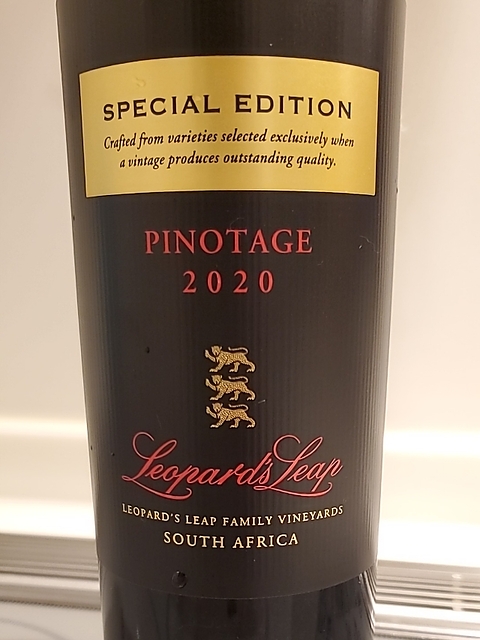 SPECIAL EDITION
Crafted from varieties selected exclusively when
a vintage produces outstanding quality.
PINOTAGE
2020
Leopard's Leap
LEOPARD'S LEAP FAMILY VINEYARDS
SOUTH AFRICA